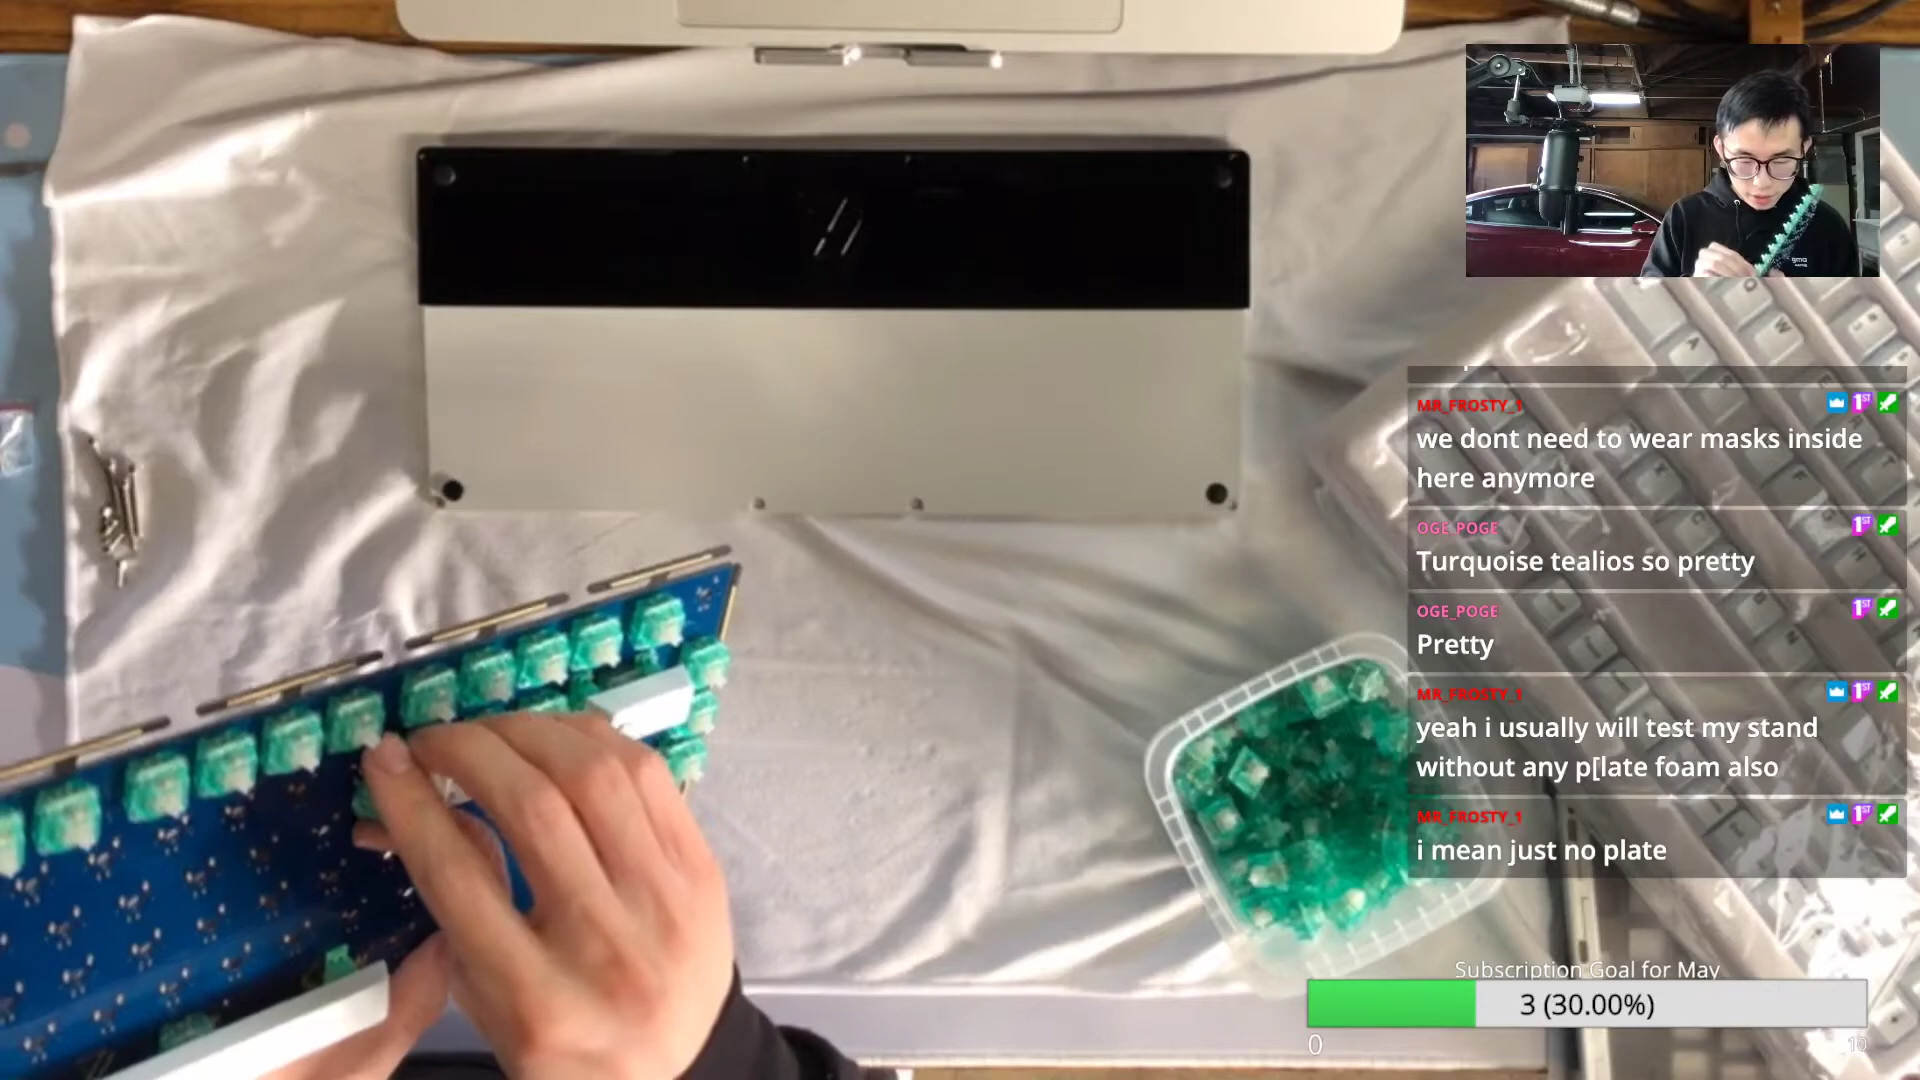 MR_FROSTY_1
we dont need to wear masks inside
here anymore
OGE_POGE
Turquoise tealios so pretty
OGE_POGE
Pretty
MR_FROSTY_1
yeah i usually will test my stand
without any p[late foam also
MR_FROSTY_1
i mean just no plate
Subscription Goal for May
3 (30.00%)
0
10